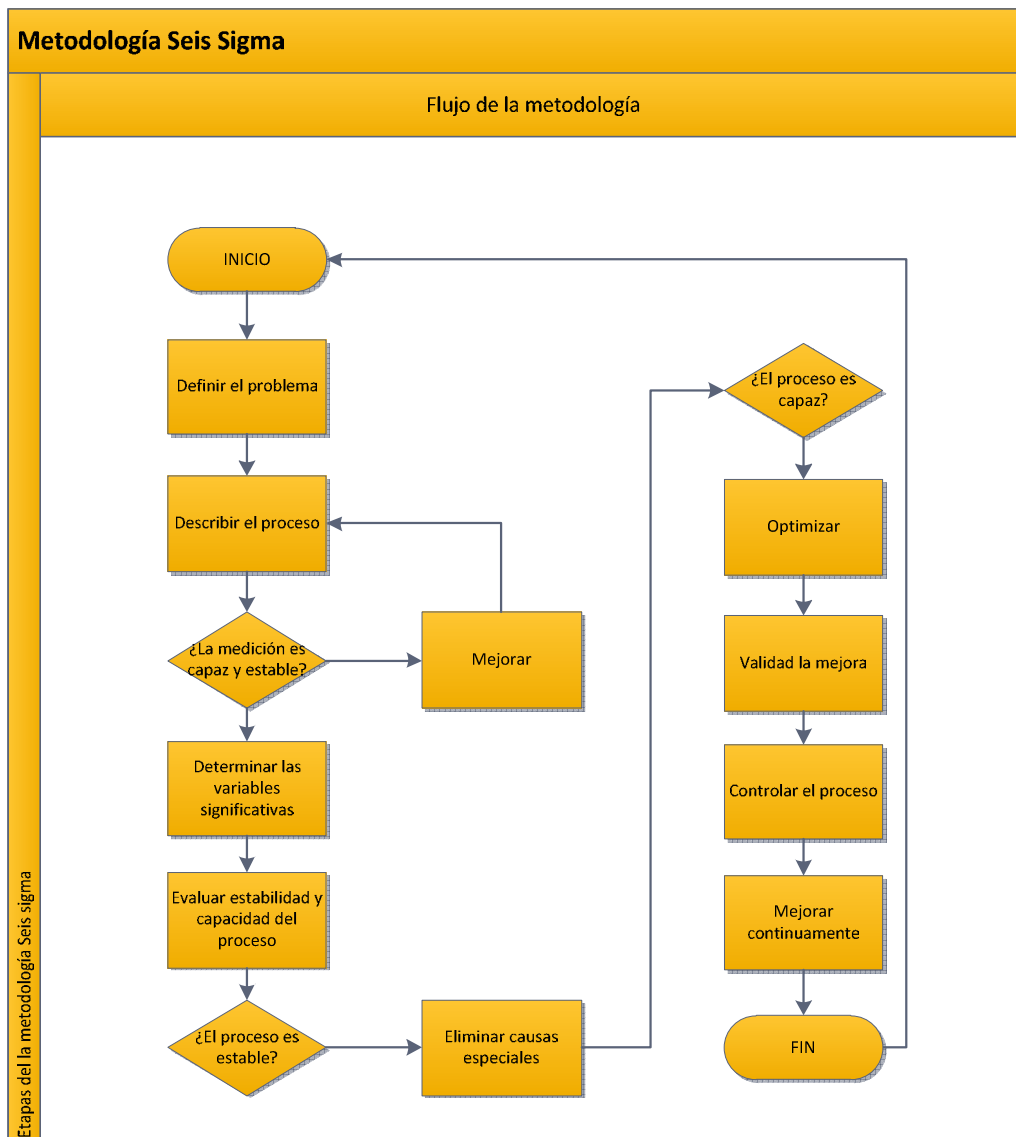 Metodología Seis Sigma
Flujo de la metodología
Etapas del la metodología Seis sigma
INICIO
Definir el problema
Describir el proceso
¿La medición es
capaz y estable?
Mejorar
Determinar las
variables
significativas
Evaluar estabilidad y
capacidad del
proceso
¿El proceso es
estable?
Eliminar causas
especiales
¿El proceso es
capaz?
Optimizar
Validad la mejora
Controlar el proceso
Mejorar
continuamente
FIN